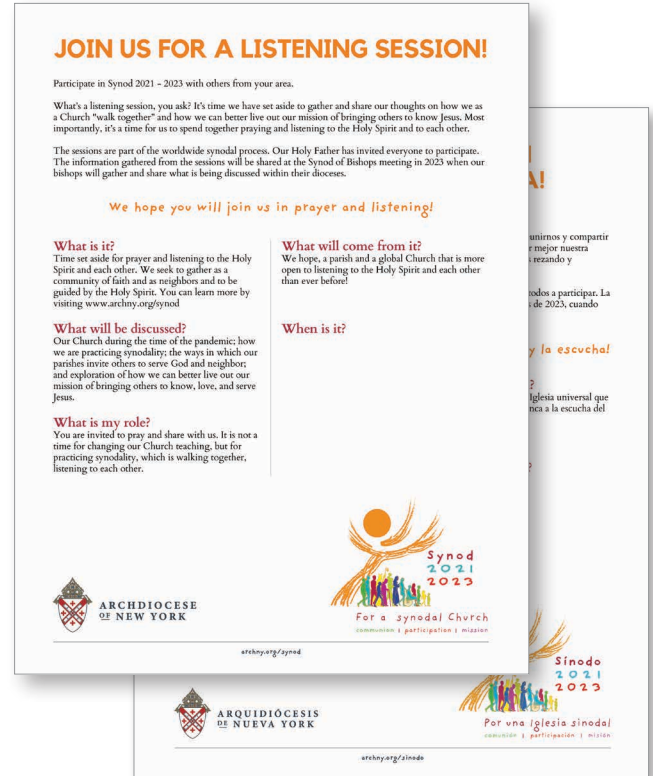 JOIN US FOR A LISTENING SESSION!
Participate in Synod 2021 - 2023 with others from your area.
What's a listening session, you ask? It's time we have set aside to gather and share our thoughts on how we as
a Church "walk together" and how we can better live out our mission of bringing others to know Jesus. Most
importantly, it's a time for us to spend together praying and listening to the Holy Spirit and to each other.
The sessions are part of the worldwide synodal process. Our Holy Father has invited everyone to participate.
The information gathered from the sessions will be shared at the Synod of Bishops meeting in 2023 when our
bishops will gather and share what is being discussed within their dioceses.
We hope you will join us in prayer and listening!
What is it?
Time set aside for prayer and listening to the Holy
Spirit and each other. We seek to gather as a
community of faith and as neighbors and to be
guided by the Holy Spirit. You can learn more by
visiting www.archny.org/synod
What will be discussed?
Our Church during the time of the pandemic; how
we are practicing synodality; the ways in which our
parishes invite others to serve God and neighbor;
and exploration of how we can better live out our
mission of bringing others to know, love, and serve
Jesus.
What is my role?
You are invited to pray and share with us. It is not a
time for changing our Church teaching, but for
practicing synodality, which is walking together,
listening to each other.
What will come from it?
We hope, a parish and a global Church that is more
open to listening to the Holy Spirit and each other
than ever before!
When is it?
Synod
2021
2023
For a synodal Church
communion | participation | mission
ARCHDIOCESE
OF NEW YORK
archny.org/synod
A!
unirnos y compartir
r mejor nuestra
rezando y
todos a participar. La
de 2023, cuando
y la escucha!
?
Iglesia universal que
nca a la escucha del
?
Sínodo
2021
2023
Por una Iglesia sinodal
comunión | participación | misión
ARQUIDIÓCESIS
DE NUEVA YORK
archny.org/sinodo